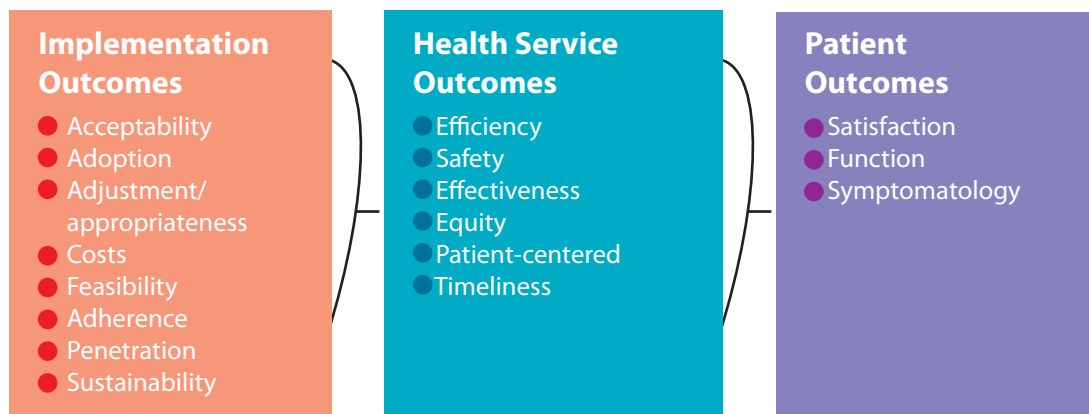 Implementation
Outcomes
Acceptability
Adoption
Adjustment/
appropriateness
Costs
Feasibility
Adherence
Penetration
Sustainability
Health Service
Outcomes
Efficiency
Safety
Effectiveness
Equity
Patient-centered
Timeliness
Patient
Outcomes
Satisfaction
Function
Symptomatology